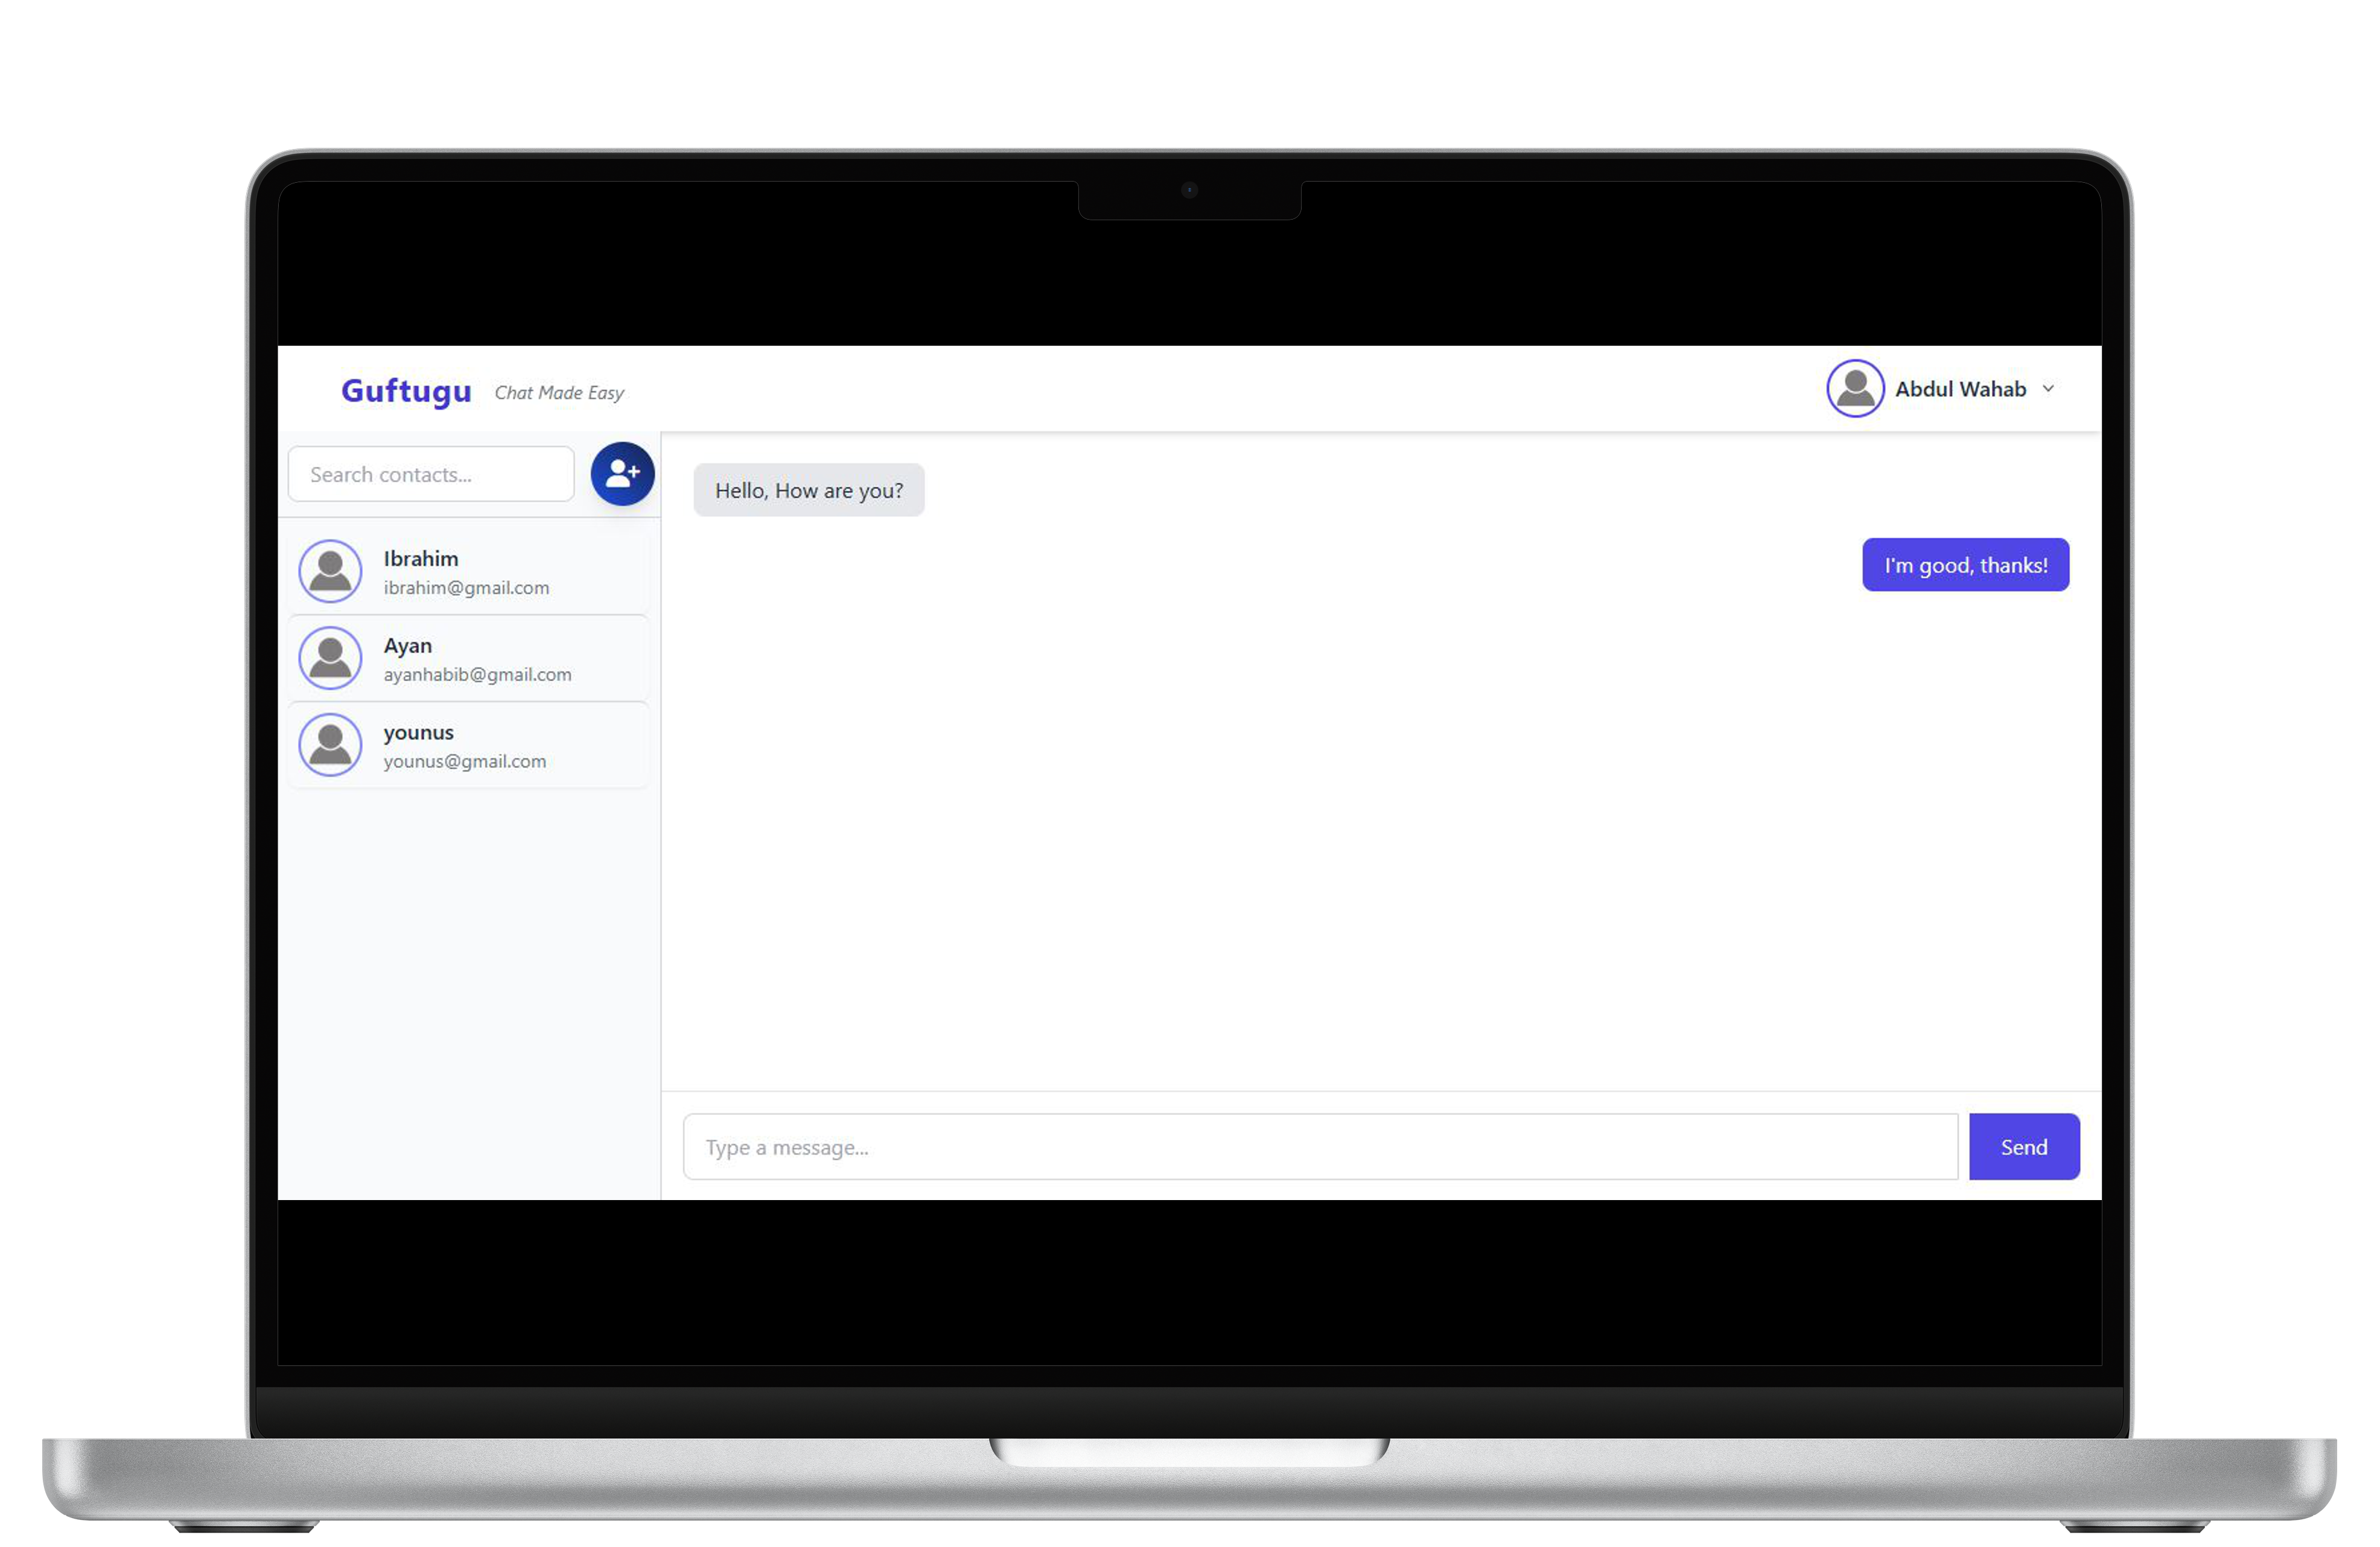 Guftugu Chat Made Easy
Abdul Wahab
Search contacts...
Ibrahim
ibrahim@gmail.com
Ayan
ayanhabib@gmail.com
younus
younus@gmail.com
Hello, How are you?
I'm good, thanks!
Type a message...
Send